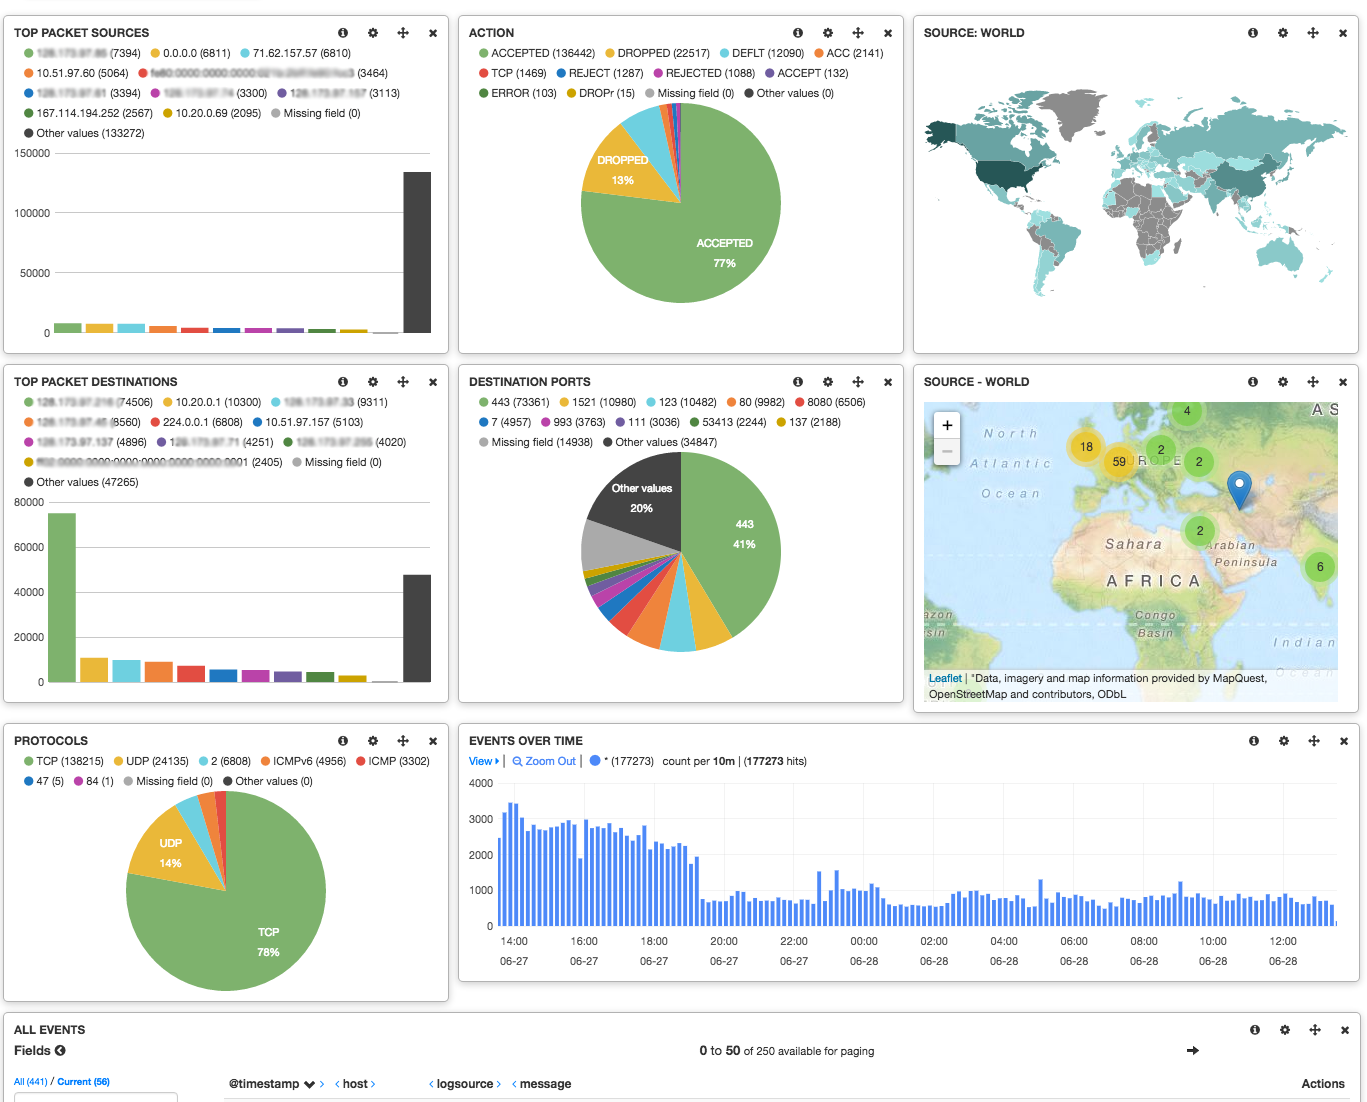 TOP PACKET SOURCES
(7394) 0.0.0.0 (6811) 71.62.157.57 (6810)
10.51.97.60 (5064) (3464)
(3394) (3300) (3113)
167.114.194.252 (2567) 10.20.0.69 (2095) Missing field (0)
Other values (133272)
150000
100000
50000
0
ACTION
ACCEPTED (136442) DROPPED (22517) DEFLT (12090) ACC (2141)
TCP (1469) REJECT (1287) REJECTED (1088) ACCEPT (132)
ERROR (103) DROPr (15) Missing field (0) Other values (0)
DROPPED
13%
ACCEPTED
77%
SOURCE: WORLD
TOP PACKET DESTINATIONS
(74506) 10.20.0.1 (10300) (9311)
(8560) 224.0.0.1 (6808) 10.51.97.157 (5103)
(4896) (4251) (4020)
(2405) Missing field (0)
Other values (47265)
80000
60000
40000
20000
0
DESTINATION PORTS
443 (73361) 1521 (10980) 123 (10482) 80 (9982) 8080 (6506)
7 (4957) 993 (3763) 111 (3036) 53413 (2244) 137 (2188)
Missing field (14938) Other values (34847)
Other values
20%
443
41%
SOURCE - WORLD
+
−
4
A S
North
Atlantic
Ocean
18
59
2
2
UROPE
2
Sahara
Arabian
Peninsula
6
AFRICA
Congo
Basin
azon
sin
Indian
Ocean
Leaflet | "Data, imagery and map information provided by MapQuest,
OpenStreetMap and contributors, ODbL
PROTOCOLS
TCP (138215) UDP (24135) 2 (6808) ICMPv6 (4956) ICMP (3302)
47 (5) 84 (1) Missing field (0) Other values (0)
UDP
14%
TCP
78%
EVENTS OVER TIME
View | Zoom Out | * (177273) count per 10m | (177273 hits)
4000
3000
2000
1000
0
14:00 16:00 18:00 20:00 22:00 00:00 02:00 04:00 06:00 08:00 10:00 12:00
06-27 06-27 06-27 06-27 06-27 06-28 06-28 06-28 06-28 06-28 06-28 06-28
ALL EVENTS
Fields
0 to 50 of 250 available for paging
All (441) / Current (56)
@timestamp host logsource message Actions